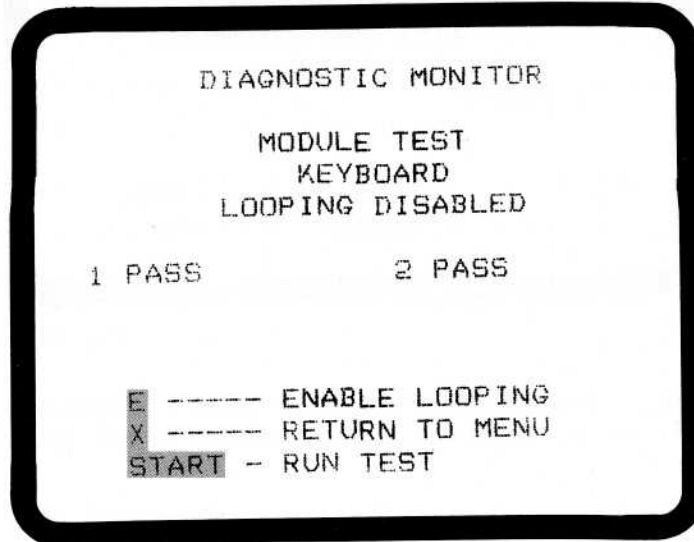 DIAGNOSTIC MONITOR
MODULE TEST
KEYBOARD
LOOPING DISABLED
1 PASS 2 PASS
E ----- ENABLE LOOPING
X ----- RETURN TO MENU
START - RUN TEST